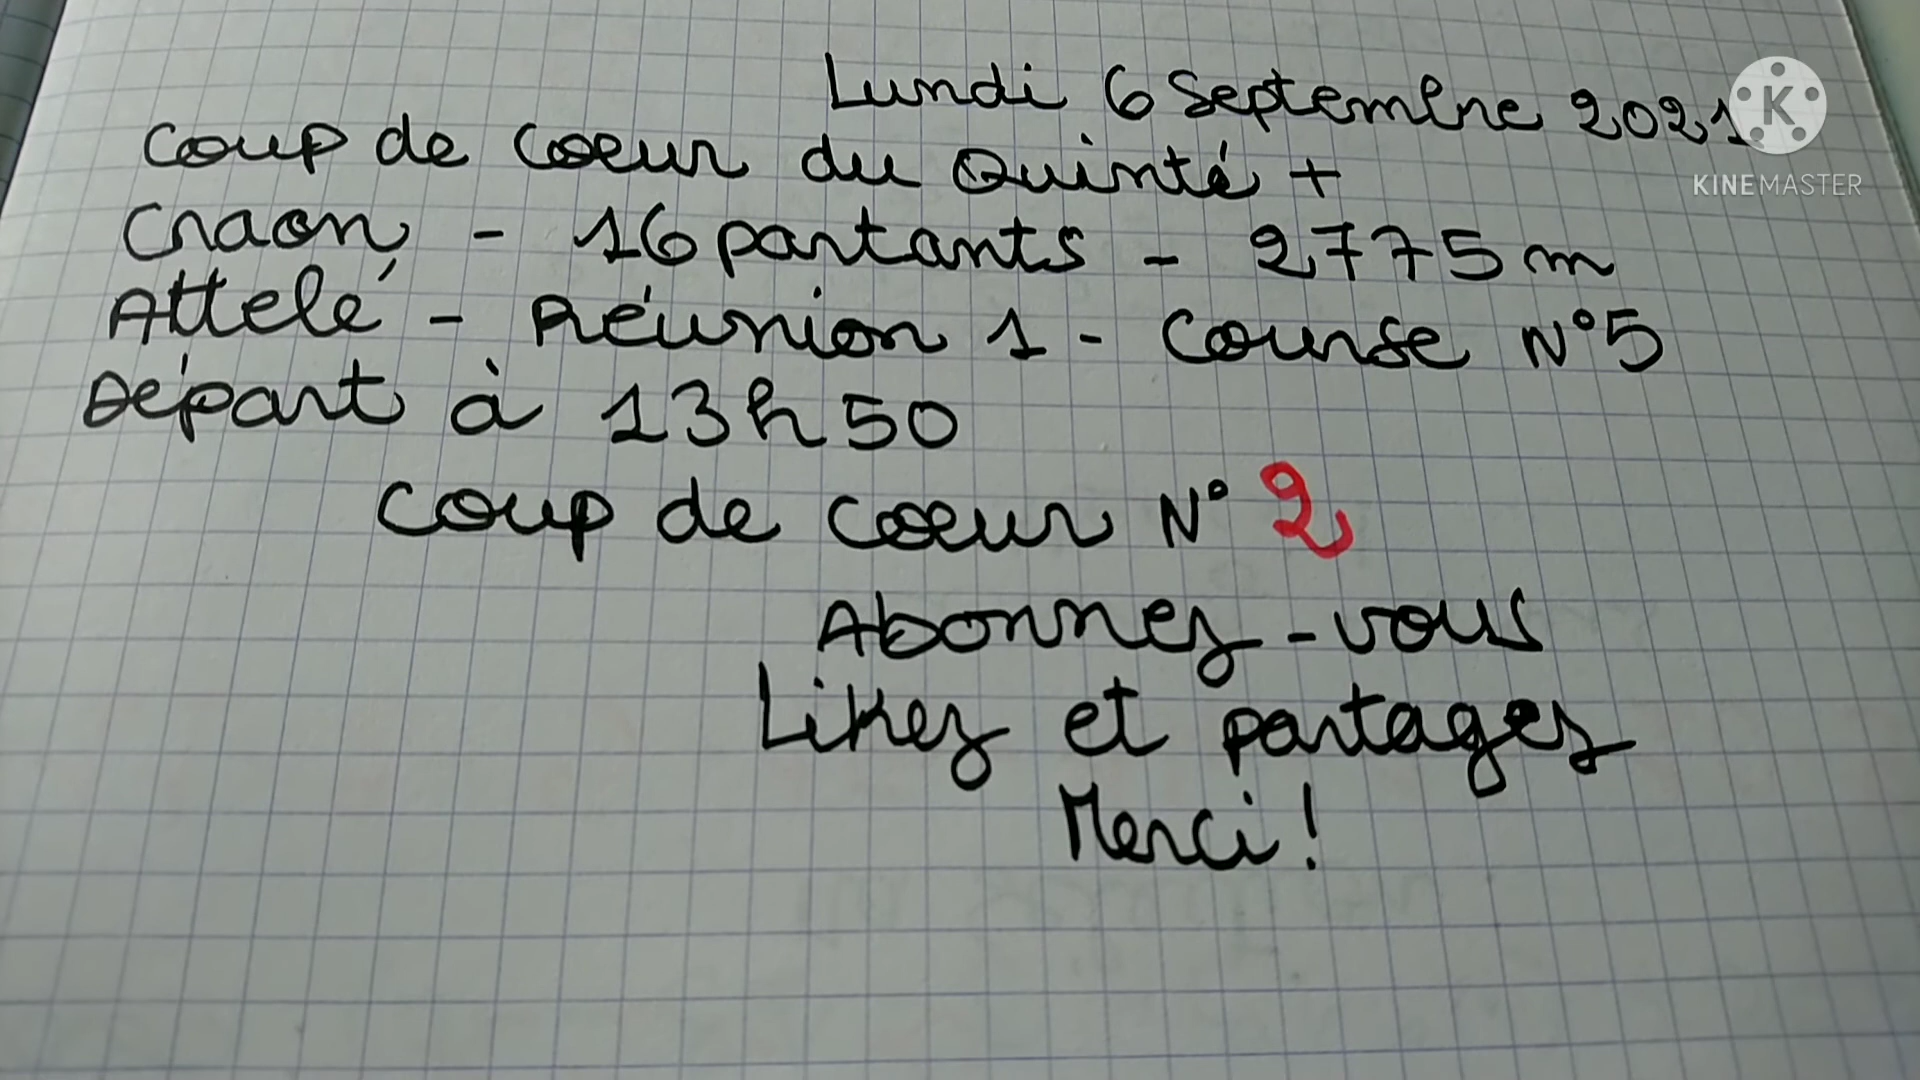 Lundi 6 Septembre 2021
Coup de coeur du Quinté +
Craon - 16 partants - 2775 m
Attelé - Réunion 1 - Course N°5
Départ à 13h50
Coup de coeur N° 2
Abonnez-vous
Likez et partagez
Merci !
K
KINEMASTER